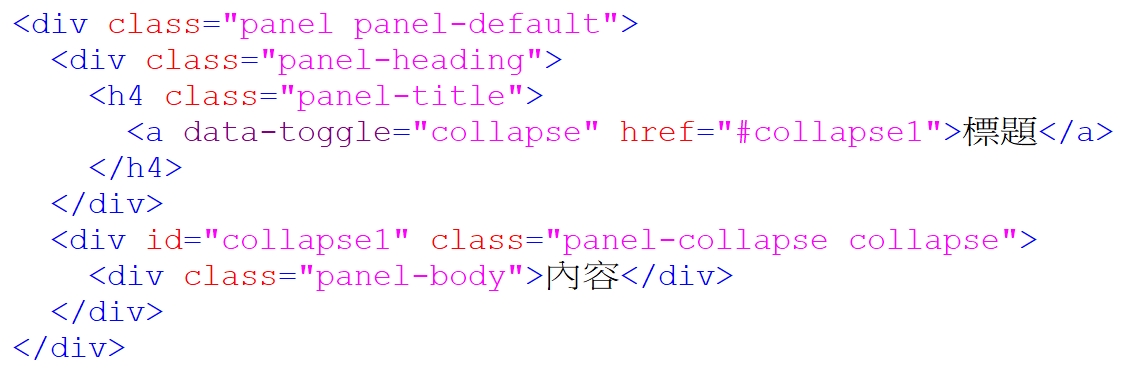 <div class="panel panel-default">
  <div class="panel-heading">
    <h4 class="panel-title">
      <a data-toggle="collapse" href="#collapse1">標題</a>
    </h4>
  </div>
  <div id="collapse1" class="panel-collapse collapse">
    <div class="panel-body">內容</div>
  </div>
</div>